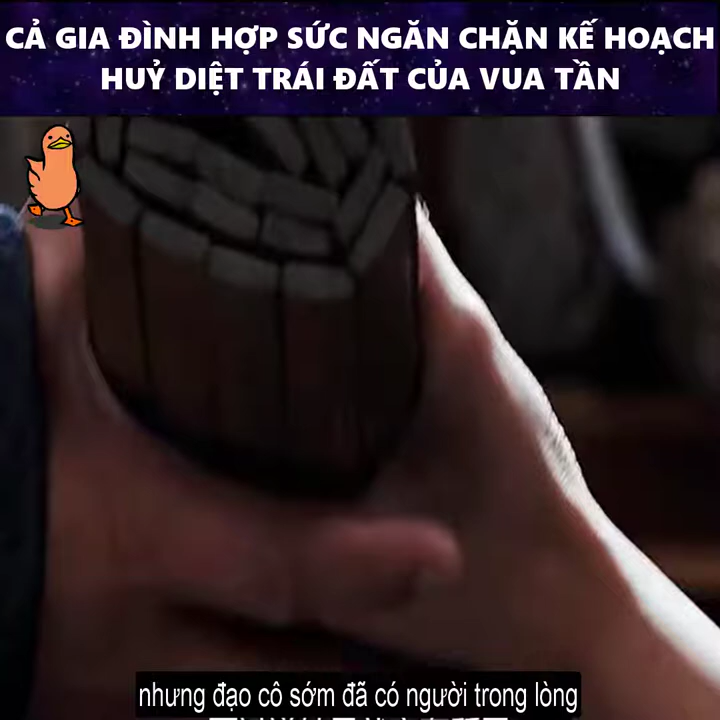 CẢ GIA ĐÌNH HỢP SỨC NGĂN CHẶN KẾ HOẠCH
HUỶ DIỆT TRÁI ĐẤT CỦA VUA TẦN
nhưng đạo cô sớm đã có người trong lòng